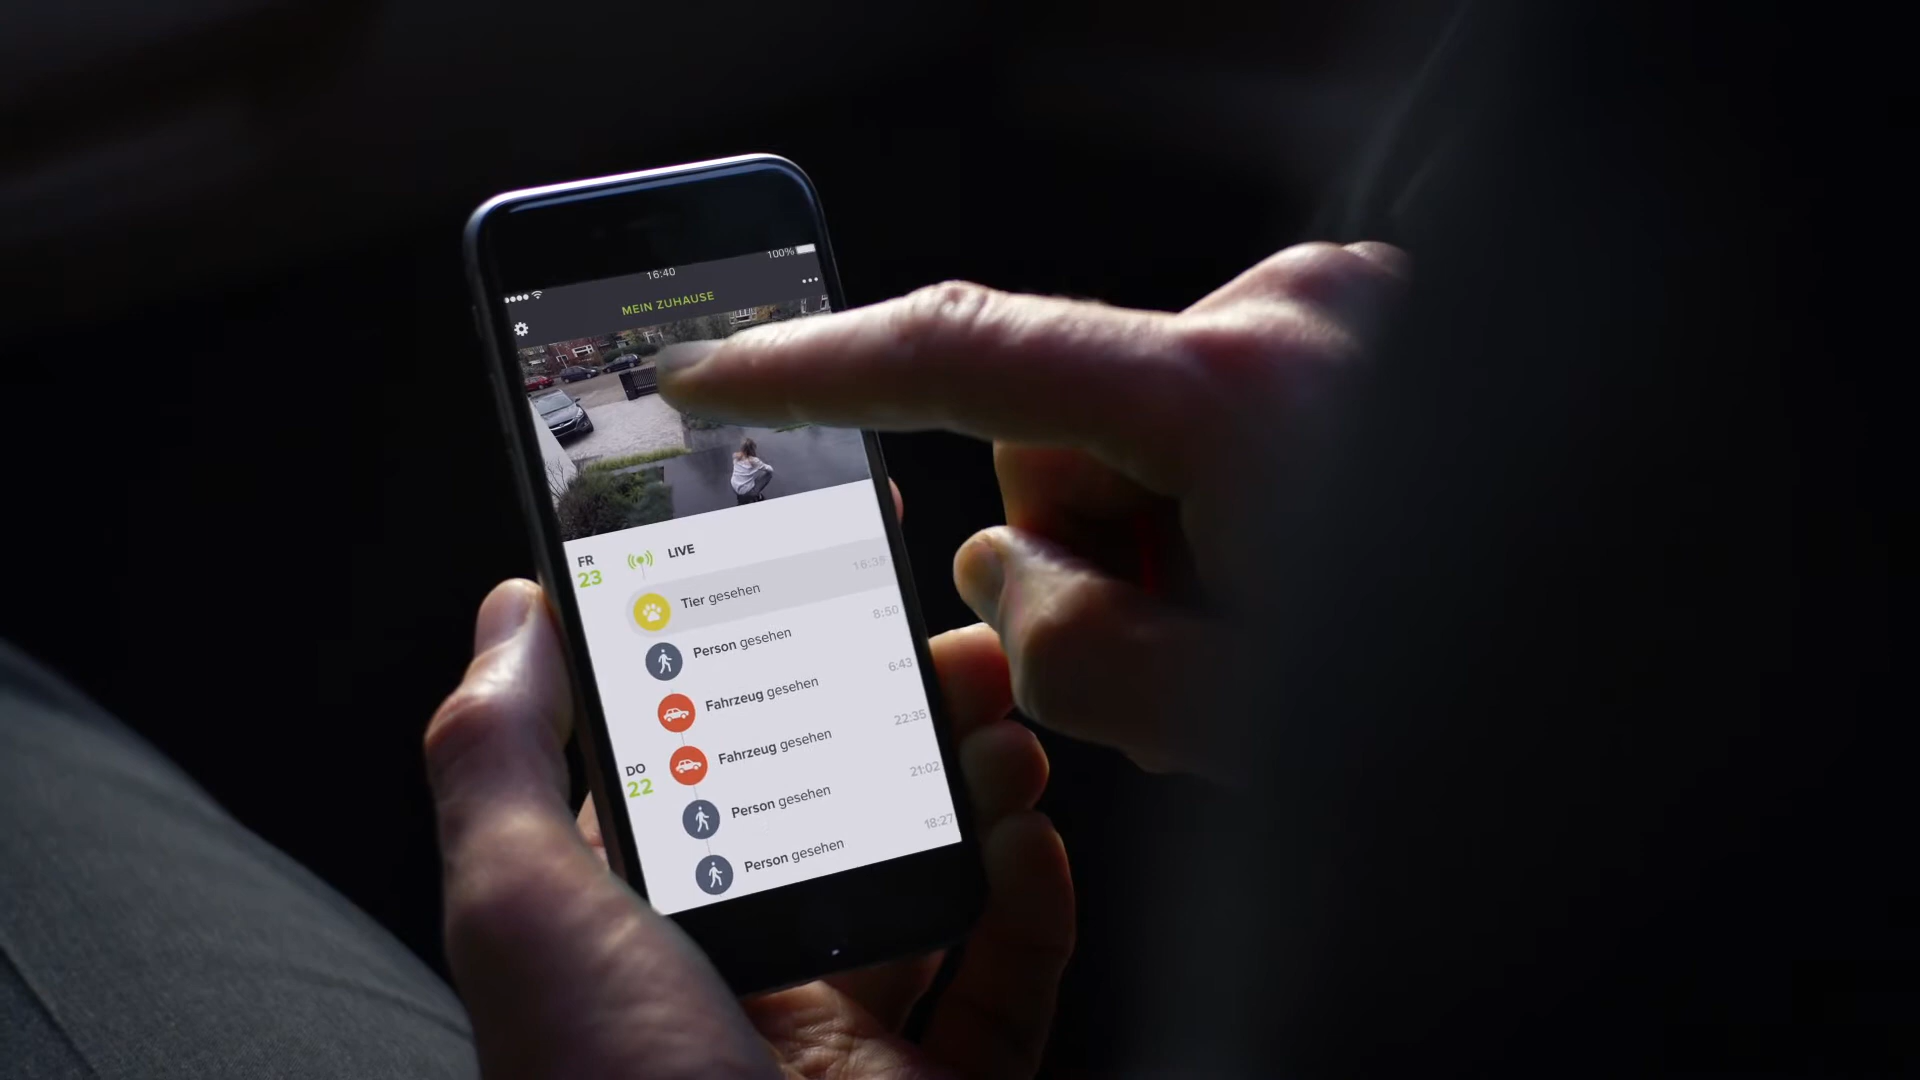 16:40
100%
MEIN ZUHAUSE
FR
23
LIVE
Tier gesehen
16:38
Person gesehen
8:50
Fahrzeug gesehen
6:43
DO
22
Fahrzeug gesehen
22:35
Person gesehen
21:02
Person gesehen
18:27